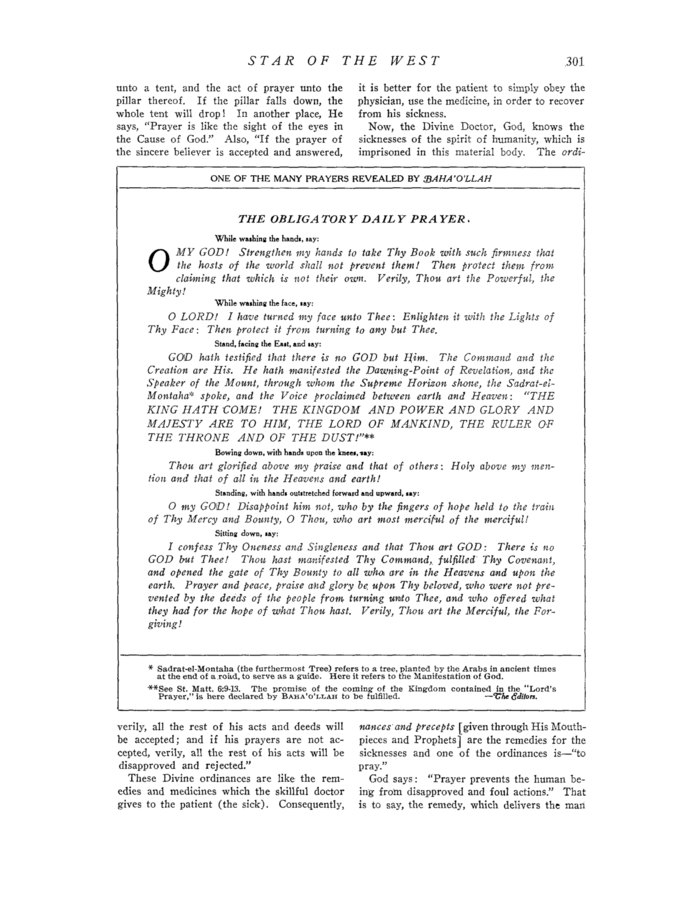 STAR OF THE WEST 301
unto a tent, and the act of prayer unto the
pillar thereof. If the pillar falls down, the
whole tent will drop! In another place, He
says, "Prayer is like the sight of the eyes in
the Cause of God." Also, "If the prayer of
the sincere believer is accepted and answered,
it is better for the patient to simply obey the
physician, use the medicine, in order to recover
from his sickness.
Now, the Divine Doctor, God, knows the
sicknesses of the spirit of humanity, which is
imprisoned in this material body. The ordi-
ONE OF THE MANY PRAYERS REVEALED BY BAHA'O'LLAH
THE OBLIGATORY DAILY PRAYER.
While washing the hands, say:
O MY GOD! Strengthen my hands to take Thy Book with such firmness that
the hosts of the world shall not prevent them! Then protect them from
claiming that which is not their own. Verily, Thou art the Powerful, the
Mighty!
While washing the face, say:
O LORD! I have turned my face unto Thee: Enlighten it with the Lights of
Thy Face: Then protect it from turning to any but Thee.
Stand, facing the East, and say:
GOD hath testified that there is no GOD but Him. The Command and the
Creation are His. He hath manifested the Dawning-Point of Revelation, and the
Speaker of the Mount, through whom the Supreme Horizon shone, the Sadrat-el-
Montaha* spoke, and the Voice proclaimed between earth and Heaven: "THE
KING HATH COME! THE KINGDOM AND POWER AND GLORY AND
MAJESTY ARE TO HIM, THE LORD OF MANKIND, THE RULER OF
THE THRONE AND OF THE DUST!"**
Bowing down, with hands upon the knees, say:
Thou art glorified above my praise and that of others: Holy above my men-
tion and that of all in the Heavens and earth!
Standing, with hands outstretched forward and upward, say:
O my GOD! Disappoint him not, who by the fingers of hope held to the train
of Thy Mercy and Bounty, O Thou, who art most merciful of the merciful!
Sitting down, say:
I confess Thy Oneness and Singleness and that Thou art GOD: There is no
GOD but Thee! Thou hast manifested Thy Command, fulfilled Thy Covenant,
and opened the gate of Thy Bounty to all who are in the Heavens and upon the
earth. Prayer and peace, praise and glory be upon Thy beloved, who were not pre-
vented by the deeds of the people from turning unto Thee, and who offered what
they had for the hope of what Thou hast. Verily, Thou art the Merciful, the For-
giving!
* Sadrat-el-Montaha (the furthermost Tree) refers to a tree, planted by the Arabs in ancient times
at the end of a road, to serve as a guide. Here it refers to the Manifestation of God.
**See St. Matt. 6:9-13. The promise of the coming of the Kingdom contained in the "Lord's
Prayer," is here declared by BAHA'O'LLAH to be fulfilled. —The Editors.
verily, all the rest of his acts and deeds will
be accepted; and if his prayers are not ac-
cepted, verily, all the rest of his acts will be
disapproved and rejected."
These Divine ordinances are like the rem-
edies and medicines which the skillful doctor
gives to the patient (the sick). Consequently,
nances and precepts [given through His Mouth-
pieces and Prophets] are the remedies for the
sicknesses and one of the ordinances is—"to
pray."
God says: "Prayer prevents the human be-
ing from disapproved and foul actions." That
is to say, the remedy, which delivers the man